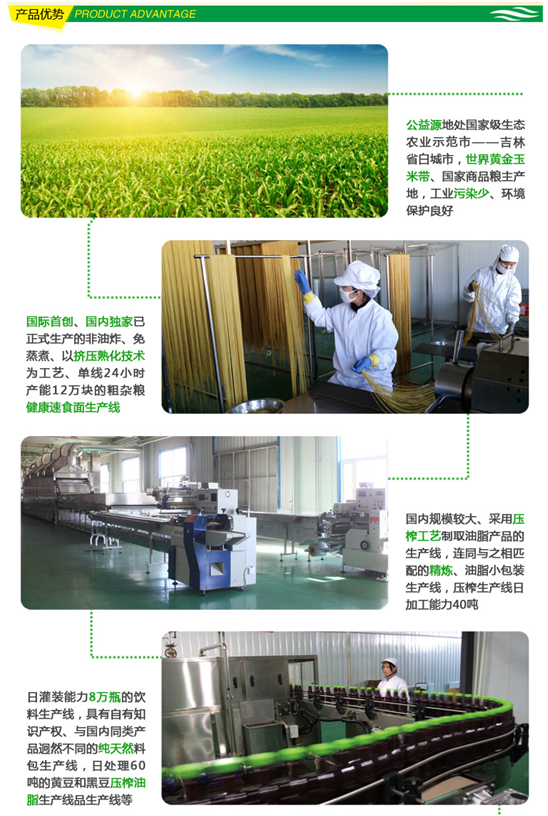 产品优势 PRODUCT ADVANTAGE
公益源地处国家级生态
农业示范市——吉林
省白城市，世界黄金玉
米带、国家商品粮主产
地，工业污染少、环境
保护良好
国际首创、国内独家已
正式生产的非油炸、免
蒸煮、以挤压熟化技术
为工艺、单线24小时
产能12万块的粗杂粮
健康速食面生产线
国内规模较大、采用压
榨工艺制取油脂产品的
生产线，连同与之相匹
配的精炼、油脂小包装
生产线，压榨生产线日
加工能力40吨
日灌装能力8万瓶的饮
料生产线，具有自有知
识产权、与国内同类产
品迥然不同的纯天然料
包生产线，日处理60
吨的黄豆和黑豆压榨油
脂生产线品生产线等